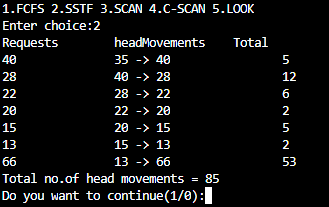 1.FCFS 2.SSTF 3.SCAN 4.C-SCAN 5.LOOK
Enter choice:2
Requests headMovements Total
40 35 -> 40 5
28 40 -> 28 12
22 28 -> 22 6
20 22 -> 20 2
15 20 -> 15 5
13 15 -> 13 2
66 13 -> 66 53
Total no.of head movements = 85
Do you want to continue(1/0):